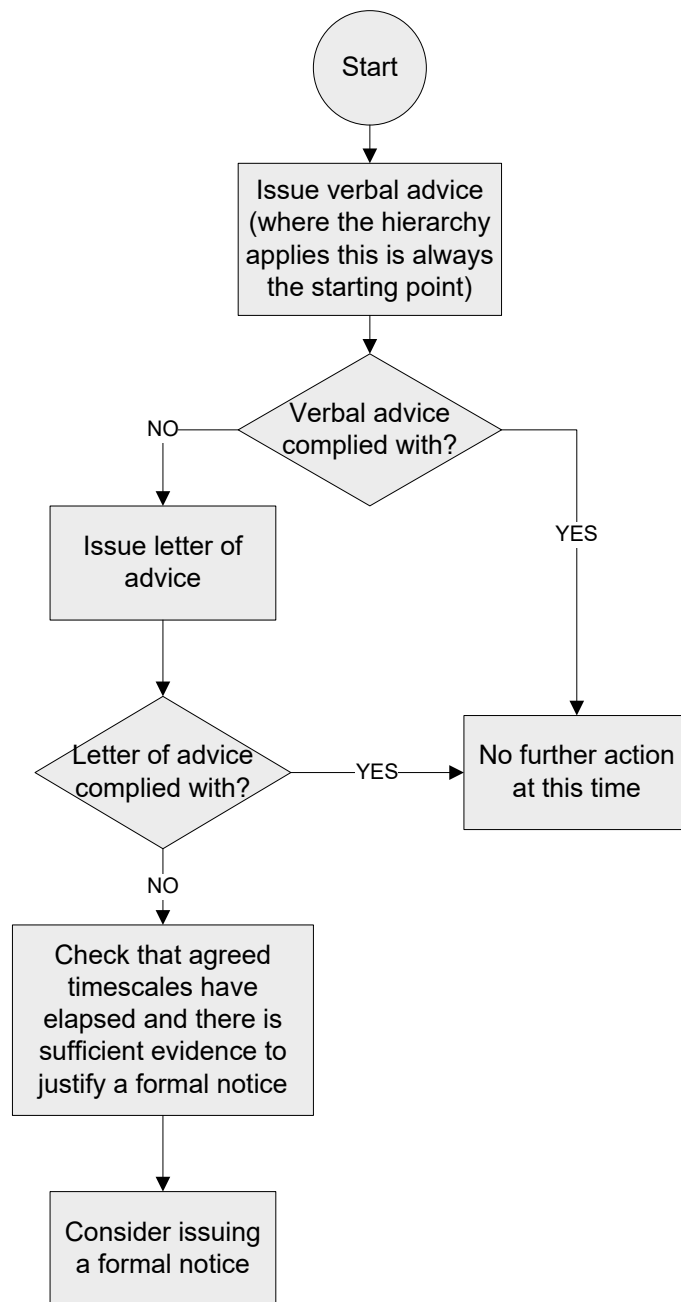 Start
Issue verbal advice
(where the hierarchy
applies this is always
the starting point)
Verbal advice
complied with?
NO
YES
Issue letter of
advice
Letter of advice
complied with?
YES
No further action
at this time
NO
Check that agreed
timescales have
elapsed and there is
sufficient evidence to
justify a formal notice
Consider issuing
a formal notice